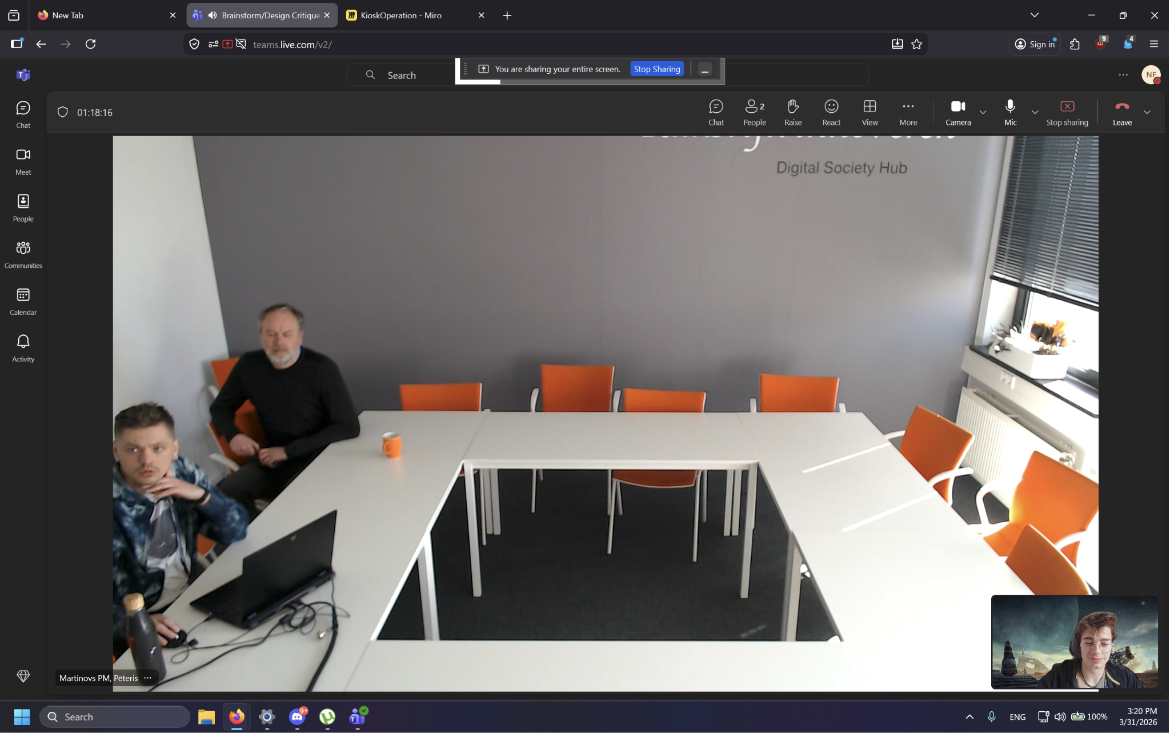 New Tab
Brainstorm/Design Critique
KioskOperation - Miro
teams.live.com/v2/
Sign in
9
4
You are sharing your entire screen.
Stop Sharing
Search
NF
01:18:16
Chat
People
2
Raise
React
View
More
Camera
Mic
Stop sharing
Leave
Chat
Meet
People
Communities
Calendar
Activity
Digital Society Hub
Martinovs PM, Peteris
Search
ENG
100%
3:20 PM
3/31/2026